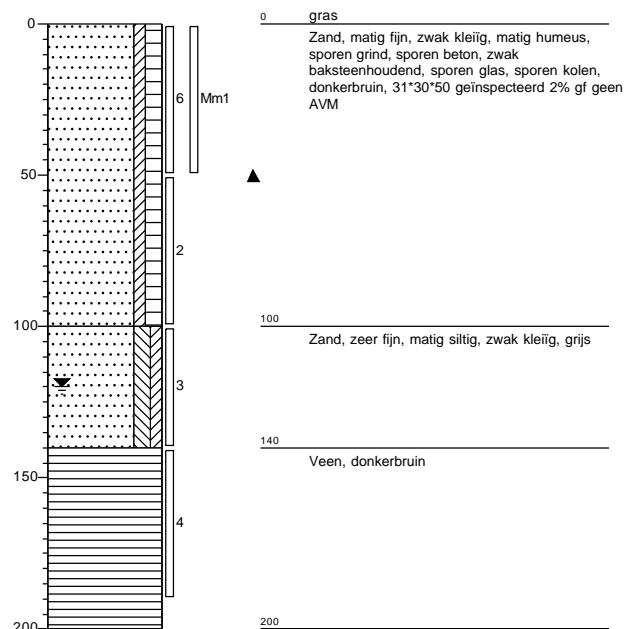 0
0
gras
Zand, matig fijn, zwak kleiïg, matig humeus,
sporen grind, sporen beton, zwak
baksteenhoudend, sporen glas, sporen kolen,
donkerbruin, 31*30*50 geïnspecteerd 2% gf geen
AVM
6
Mm1
50
2
100
100
Zand, zeer fijn, matig siltig, zwak kleiïg, grijs
3
140
Veen, donkerbruin
150
4
200
200